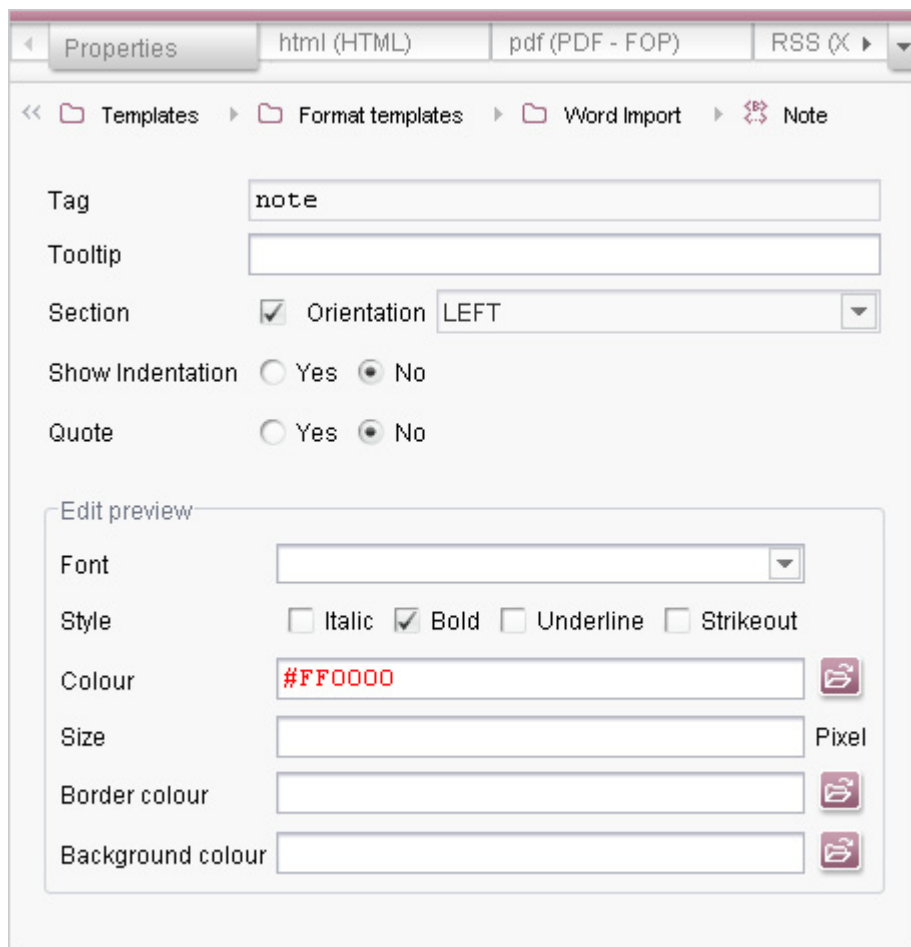 Properties html (HTML) pdf (PDF - FOP) RSS (X
Templates Format templates Word Import Note
Tag note
Tooltip
Section Orientation LEFT
Show Indentation Yes No
Quote Yes No
Edit preview
Font
Style Italic Bold Underline Strikeout
Colour #FF0000
Size Pixel
Border colour
Background colour